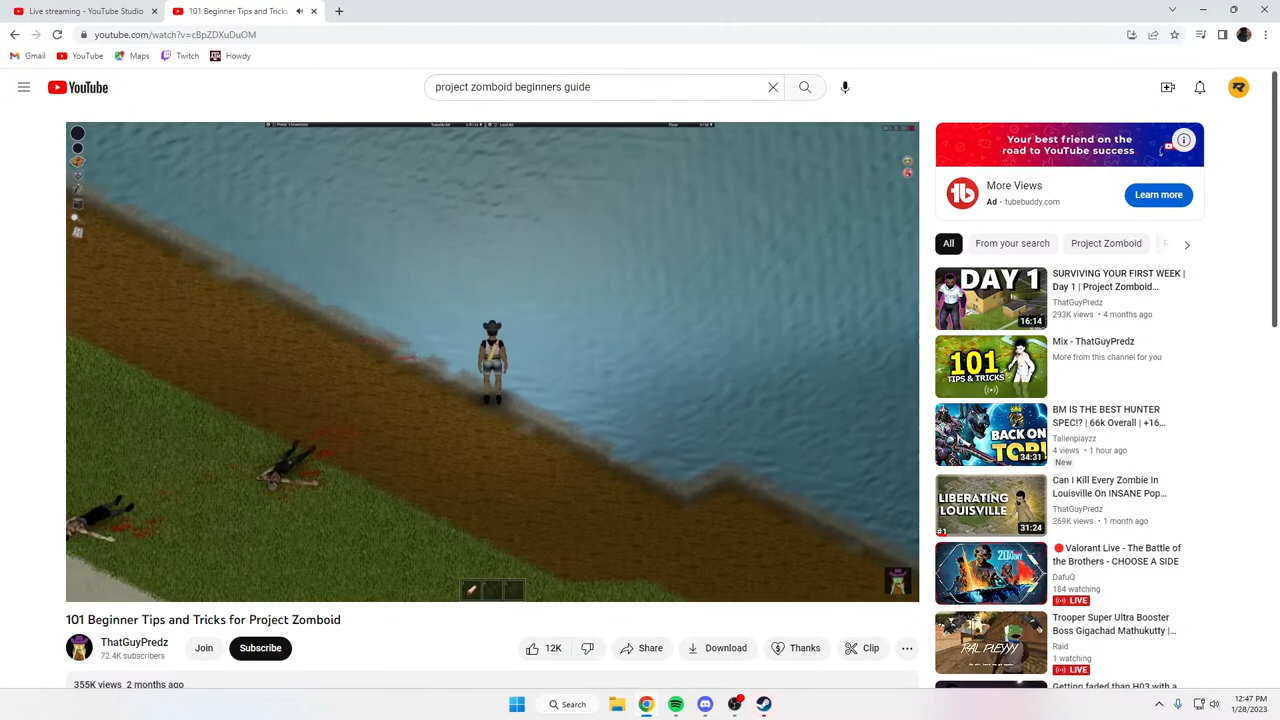 Live streaming - YouTube Studio
101 Beginner Tips and Tricks
youtube.com/watch?v=cBpZDXuDuOM
Gmail
YouTube
Maps
Twitch
Howdy
YouTube
project zomboid beginners guide
Your best friend on the
road to YouTube success
More Views
Ad · tubebuddy.com
Learn more
All
From your search
Project Zomboid
DAY 1
16:14
SURVIVING YOUR FIRST WEEK |
Day 1 | Project Zomboid…
ThatGuyPredz
293K views • 4 months ago
101
TIPS & TRICKS
Mix - ThatGuyPredz
More from this channel for you
BACK ON
TOP!
34:31
BM IS THE BEST HUNTER
SPEC!? | 66k Overall | +16…
Tallenplayzz
4 views • 1 hour ago
New
LIBERATING
LOUISVILLE
#1
31:24
Can I Kill Every Zombie In
Louisville On INSANE Pop…
ThatGuyPredz
269K views • 1 month ago
Valorant Live - The Battle of
the Brothers - CHOOSE A SIDE
DafuQ
184 watching
LIVE
Trooper Super Ultra Booster
Boss Gigachad Mathukutty |…
Raid
1 watching
LIVE
Getting faded than H03 with a
101 Beginner Tips and Tricks for Project Zomboid
ThatGuyPredz
72.4K subscribers
Join
Subscribe
12K
Share
Download
Thanks
Clip
355K views 2 months ago
Search
12:47 PM
1/28/2023